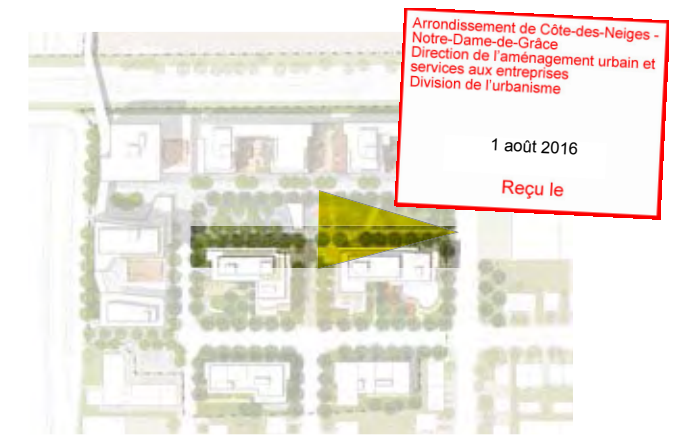 Arrondissement de Côte-des-Neiges -
Notre-Dame-de-Grâce
Direction de l'aménagement urbain et
services aux entreprises
Division de l'urbanisme
1 août 2016
Reçu le